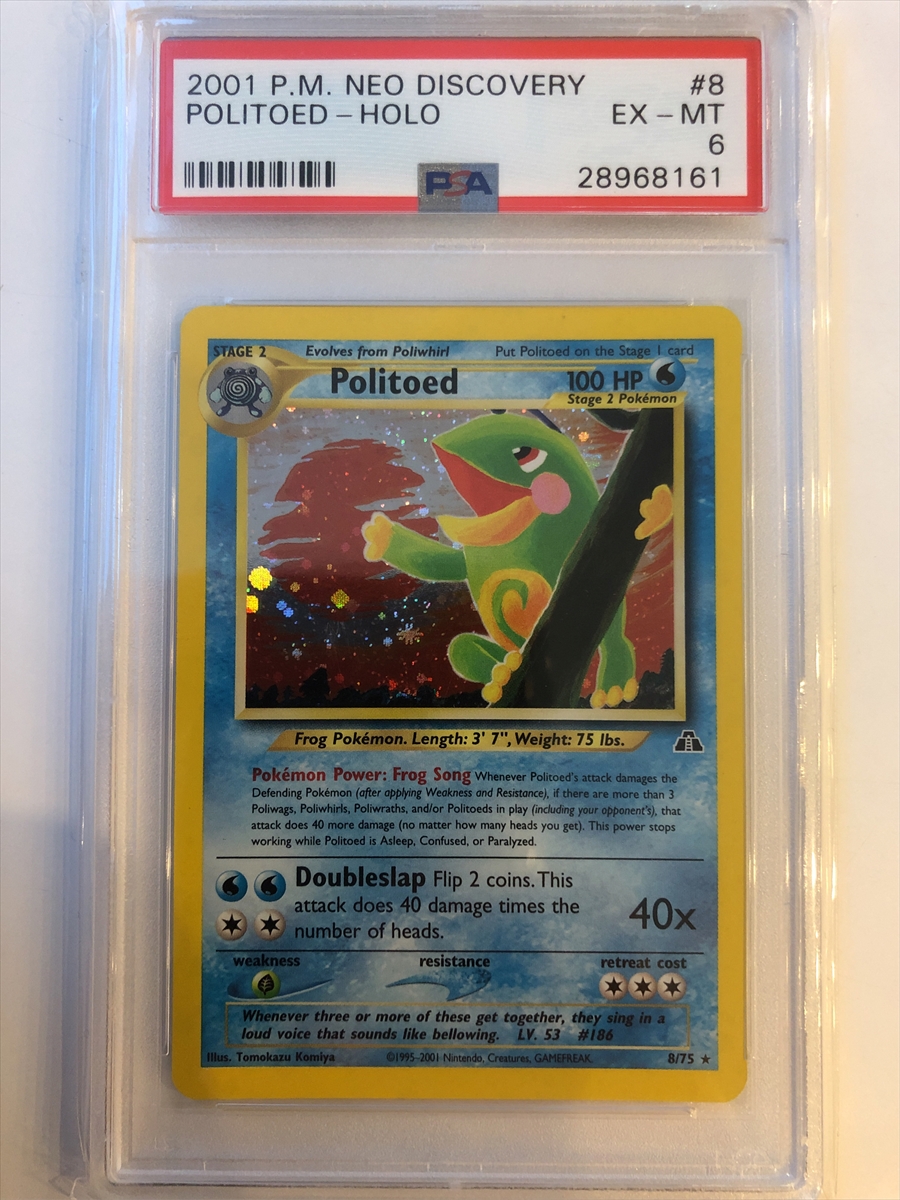 2001 P.M. NEO DISCOVERY #8
POLITOED - HOLO EX - MT
6
PSA 28968161
STAGE 2 Evolves from Poliwhirl Put Politoed on the Stage 1 card
Politoed 100 HP
Stage 2 Pokémon
Frog Pokémon. Length: 3' 7", Weight: 75 lbs.
Pokémon Power: Frog Song Whenever Politoed's attack damages the
Defending Pokémon (after applying Weakness and Resistance), if there are more than 3
Poliwags, Poliwhirls, Poliwraths, and/or Politoeds in play (including your opponent's), that
attack does 40 more damage (no matter how many heads you get). This power stops
working while Politoed is Asleep, Confused, or Paralyzed.
Doubleslap Flip 2 coins. This
attack does 40 damage times the
number of heads.
40x
weakness resistance retreat cost
Whenever three or more of these get together, they sing in a
loud voice that sounds like bellowing. LV. 53 #186
Illus. Tomokazu Komiya ©1995-2001 Nintendo, Creatures, GAMEFREAK. 8/75 ★